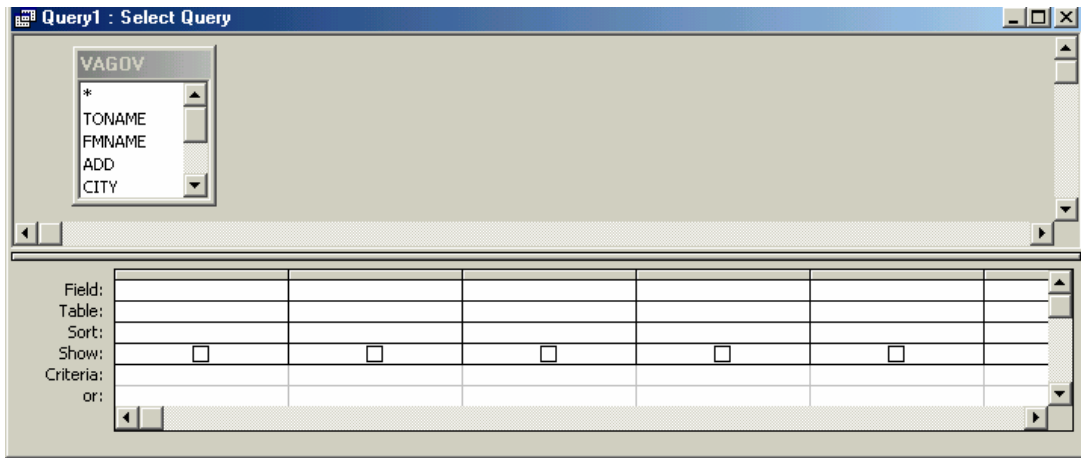 Query1 : Select Query
VAGOV
*
TONAME
FMNAME
ADD
CITY
Field:
Table:
Sort:
Show:
Criteria:
or: